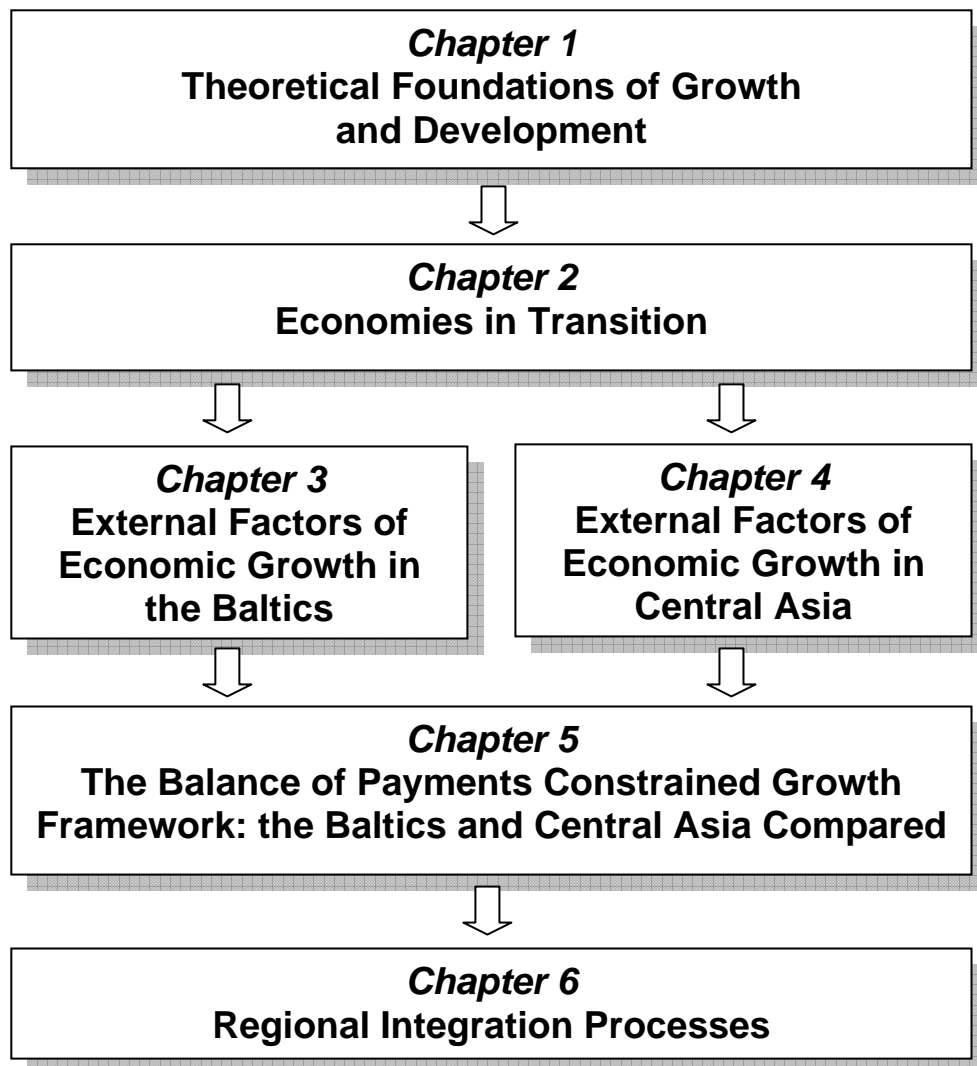 Chapter 1
Theoretical Foundations of Growth
and Development
Chapter 2
Economies in Transition
Chapter 3
External Factors of
Economic Growth in
the Baltics
Chapter 4
External Factors of
Economic Growth in
Central Asia
Chapter 5
The Balance of Payments Constrained Growth
Framework: the Baltics and Central Asia Compared
Chapter 6
Regional Integration Processes